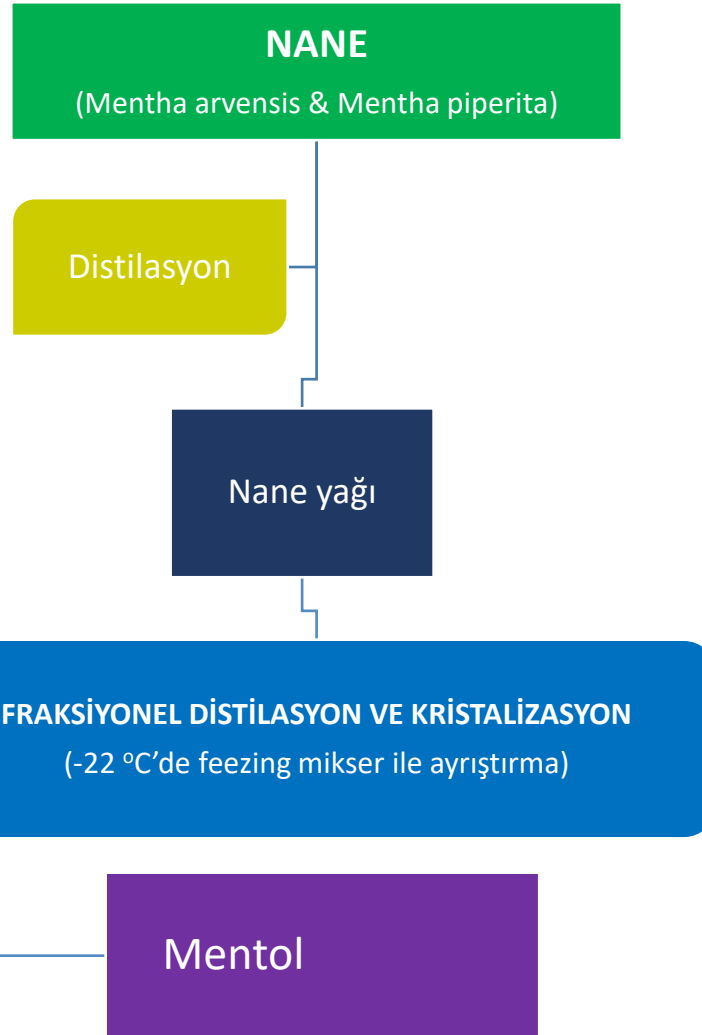 NANE
(Mentha arvensis & Mentha piperita)
Distilasyon
Nane yağı
FRAKSİYONEL DİSTİLASYON VE KRİSTALİZASYON
(-22 ºC’de feezing mikser ile ayrıştırma)
Mentol